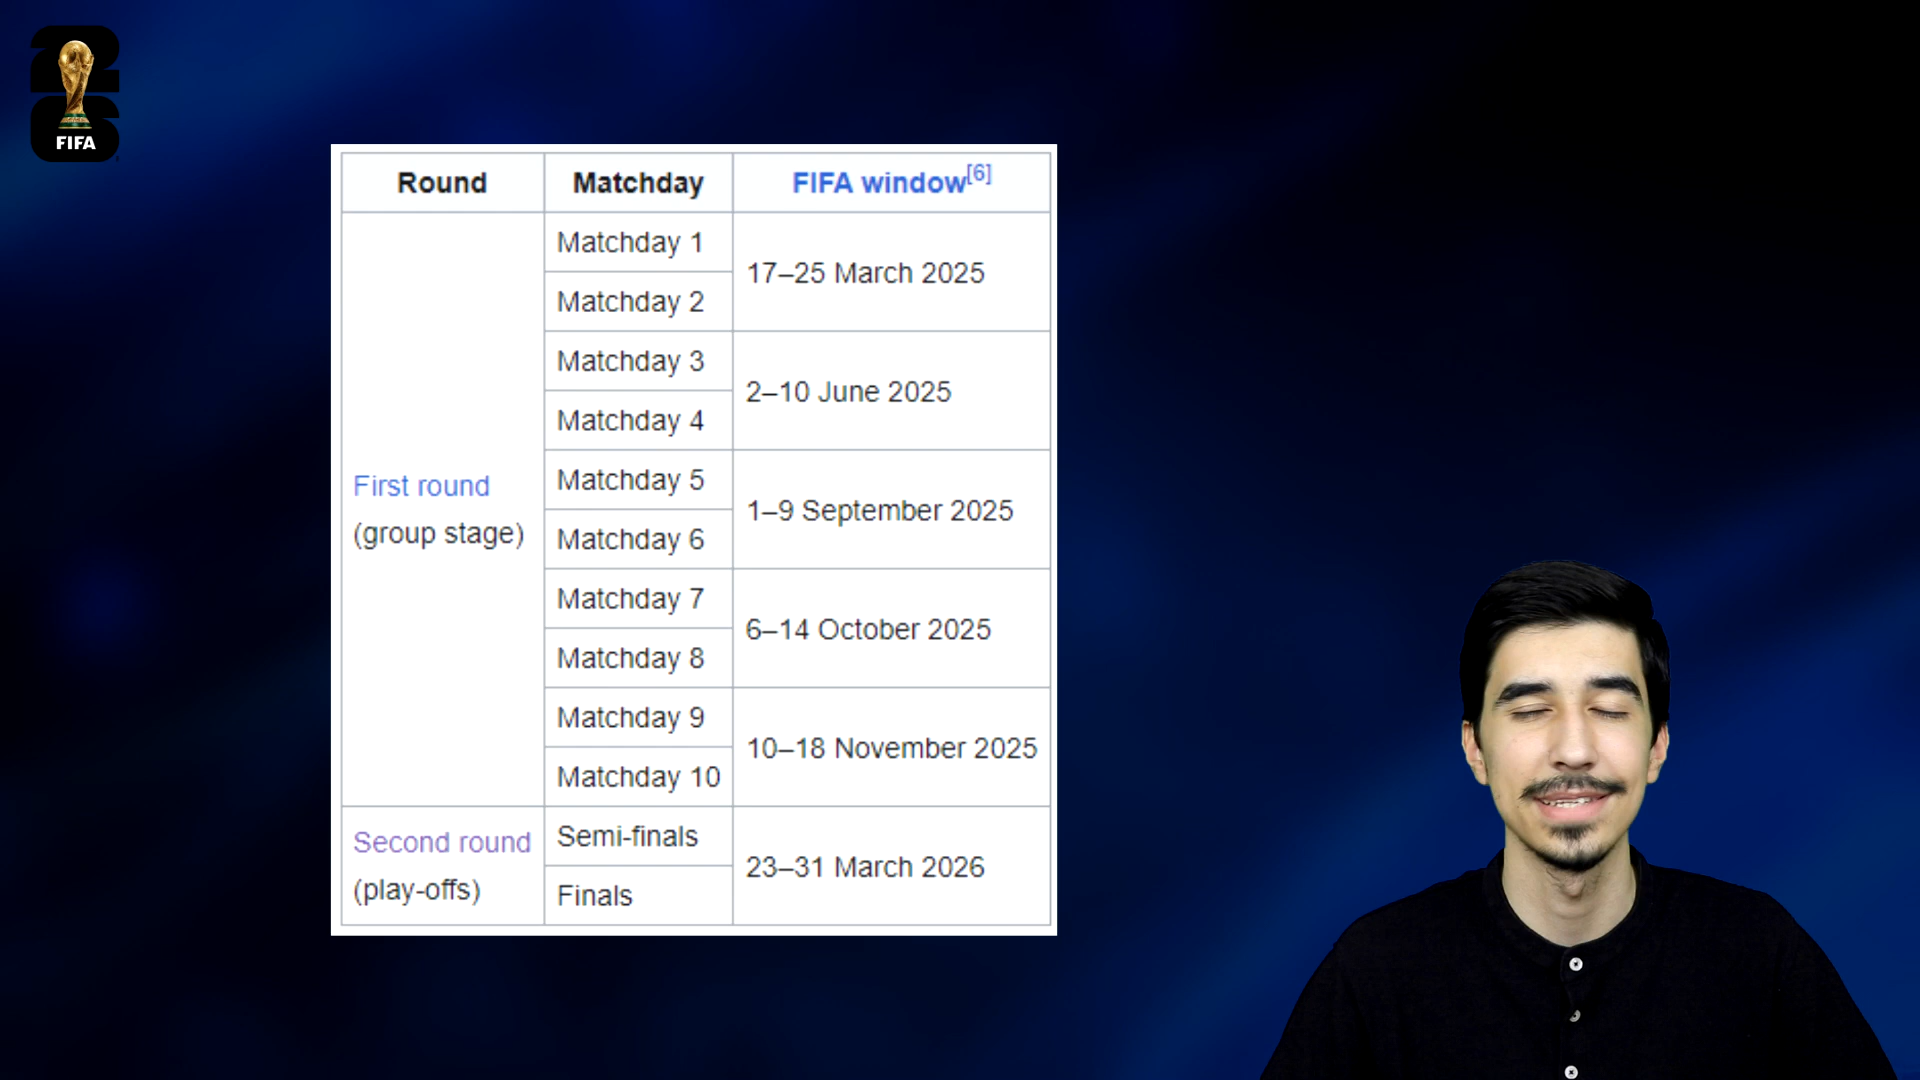 FIFA
Round Matchday FIFA window[6]
Matchday 1
17–25 March 2025
Matchday 2
Matchday 3
2–10 June 2025
Matchday 4
Matchday 5
First round
1–9 September 2025
(group stage)
Matchday 6
Matchday 7
6–14 October 2025
Matchday 8
Matchday 9
10–18 November 2025
Matchday 10
Semi-finals
Second round
23–31 March 2026
(play-offs)
Finals